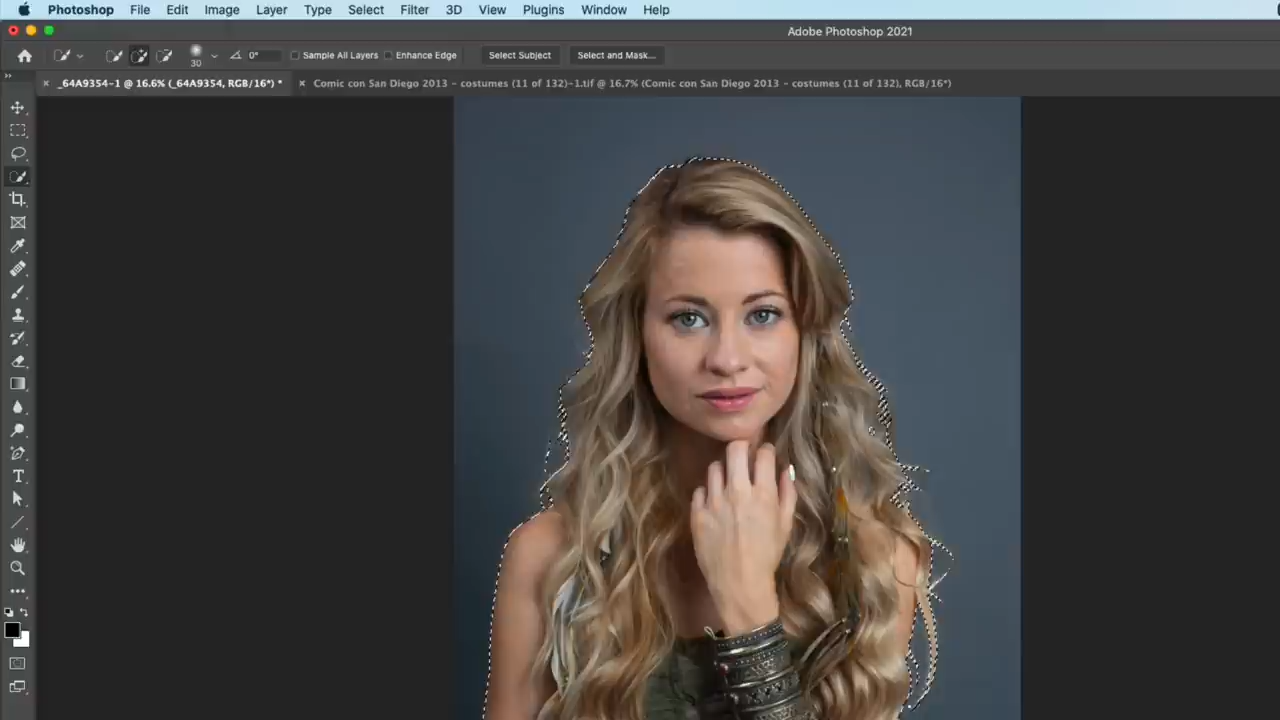 Photoshop File Edit Image Layer Type Select Filter 3D View Plugins Window Help
Adobe Photoshop 2021
30 0° Sample All Layers Enhance Edge Select Subject Select and Mask...
_64A9354-1 @ 16.6% (_64A9354, RGB/16*) * Comic con San Diego 2013 - costumes (11 of 132)-1.tif @ 16.7% (Comic con San Diego 2013 - costumes (11 of 132), RGB/16*)